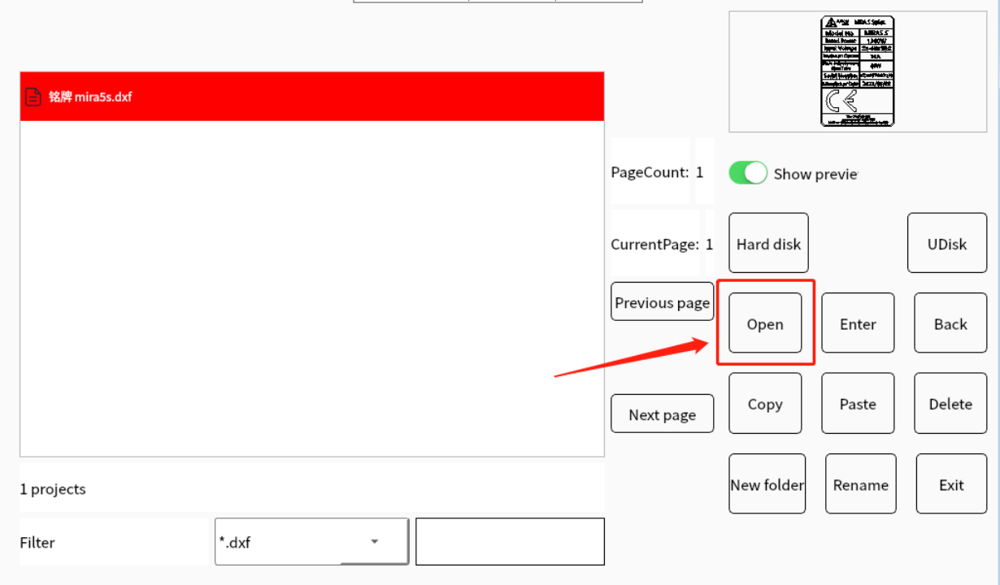 铭牌 mira5s.dxf
PageCount: 1
Show previe
CurrentPage: 1
Hard disk
UDisk
Previous page
Open
Enter
Back
Copy
Paste
Delete
Next page
New folder
Rename
Exit
1 projects
Filter
*.dxf